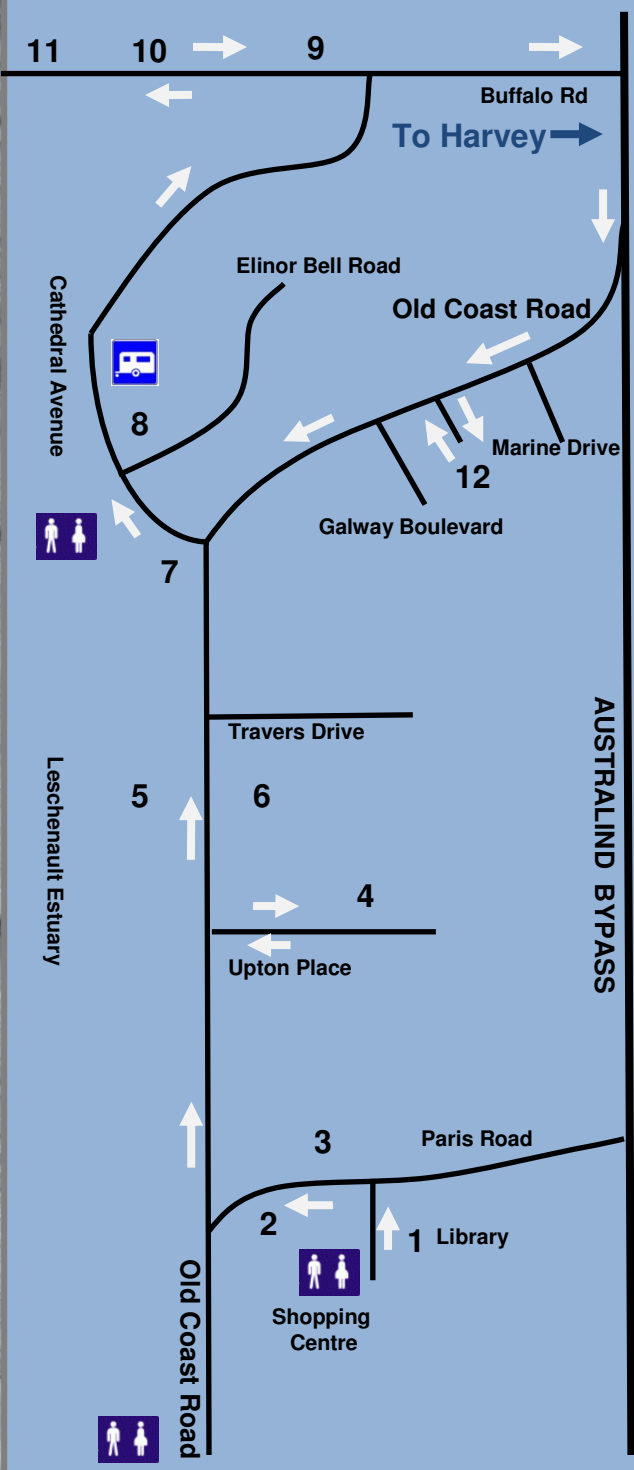 11 10 9
Buffalo Rd
To Harvey
Elinor Bell Road
Cathedral Avenue
Old Coast Road
8
Marine Drive
12
Galway Boulevard
7
Travers Drive
AUSTRALIND BYPASS
Leschenault Estuary
5 6
4
Upton Place
3 Paris Road
2
1 Library
Old Coast Road
Shopping
Centre